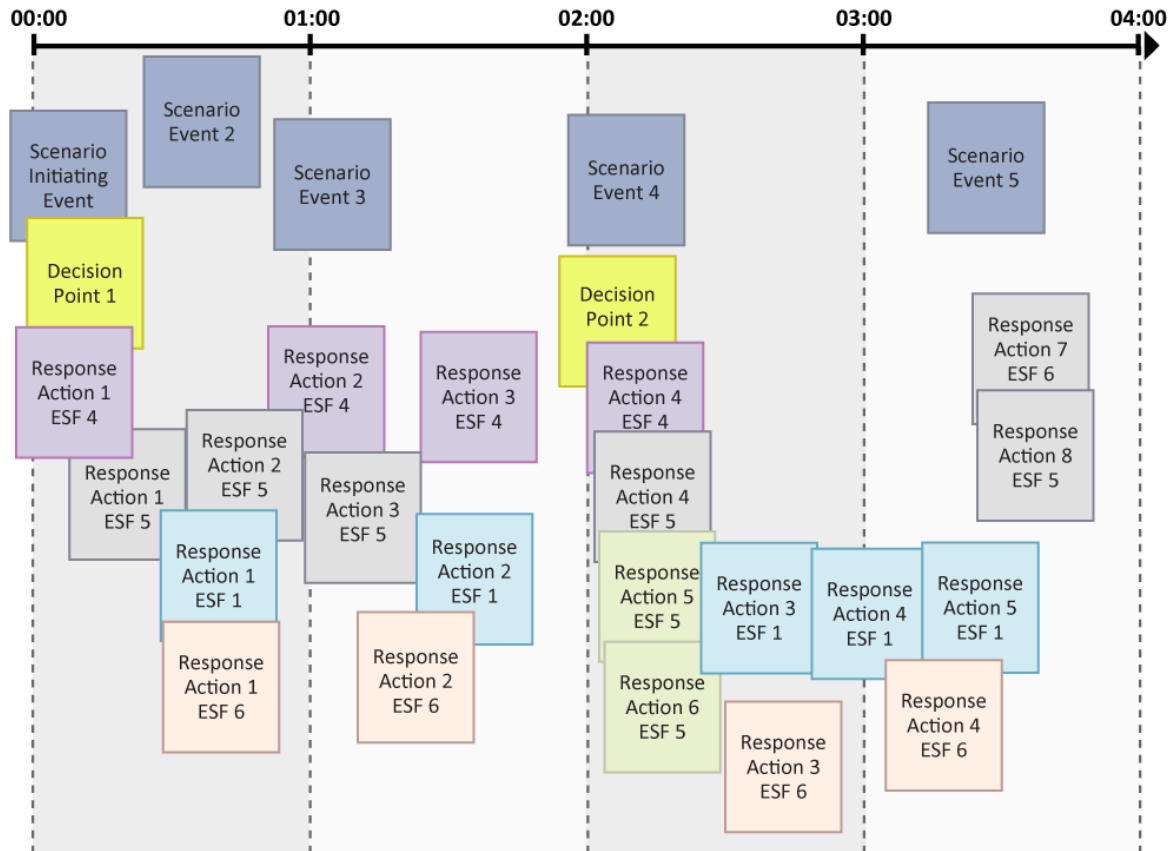 00:00
01:00
02:00
03:00
04:00
Scenario
Initiating
Event
Scenario
Event 2
Scenario
Event 3
Scenario
Event 4
Scenario
Event 5
Decision
Point 1
Decision
Point 2
Response
Action 1
ESF 4
Response
Action 2
ESF 4
Response
Action 3
ESF 4
Response
Action 4
ESF 4
Response
Action 7
ESF 6
Response
Action 1
ESF 5
Response
Action 2
ESF 5
Response
Action 3
ESF 5
Response
Action 4
ESF 5
Response
Action 8
ESF 5
Response
Action 1
ESF 1
Response
Action 2
ESF 1
Response
Action 5
ESF 5
Response
Action 3
ESF 1
Response
Action 4
ESF 1
Response
Action 5
ESF 1
Response
Action 1
ESF 6
Response
Action 2
ESF 6
Response
Action 6
ESF 5
Response
Action 3
ESF 6
Response
Action 4
ESF 6